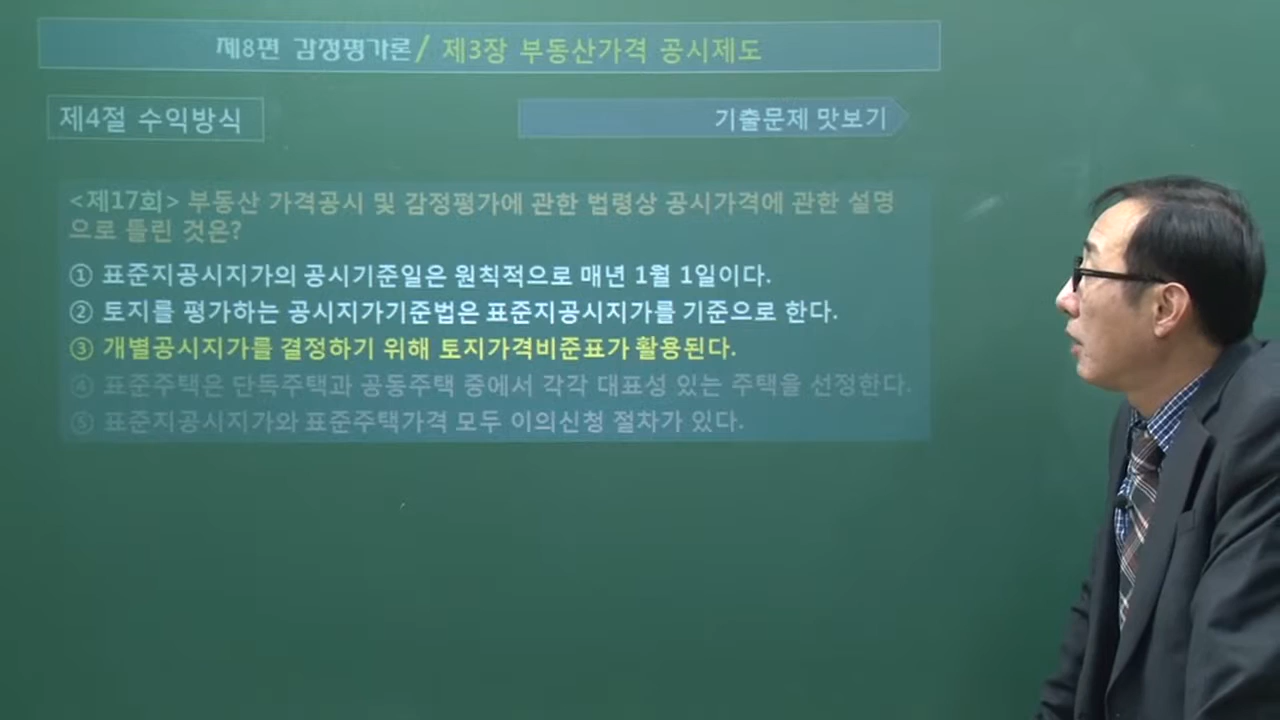 제8편 감정평가론 / 제3장 부동산가격 공시제도
제4절 수익방식
기출문제 맛보기
<제17회> 부동산 가격공시 및 감정평가에 관한 법령상 공시가격에 관한 설명
으로 틀린 것은?
① 표준지공시지가의 공시기준일은 원칙적으로 매년 1월 1일이다.
② 토지를 평가하는 공시지가기준법은 표준지공시지가를 기준으로 한다.
③ 개별공시지가를 결정하기 위해 토지가격비준표가 활용된다.
④ 표준주택은 단독주택과 공동주택 중에서 각각 대표성 있는 주택을 선정한다.
⑤ 표준지공시지가와 표준주택가격 모두 이의신청 절차가 있다.